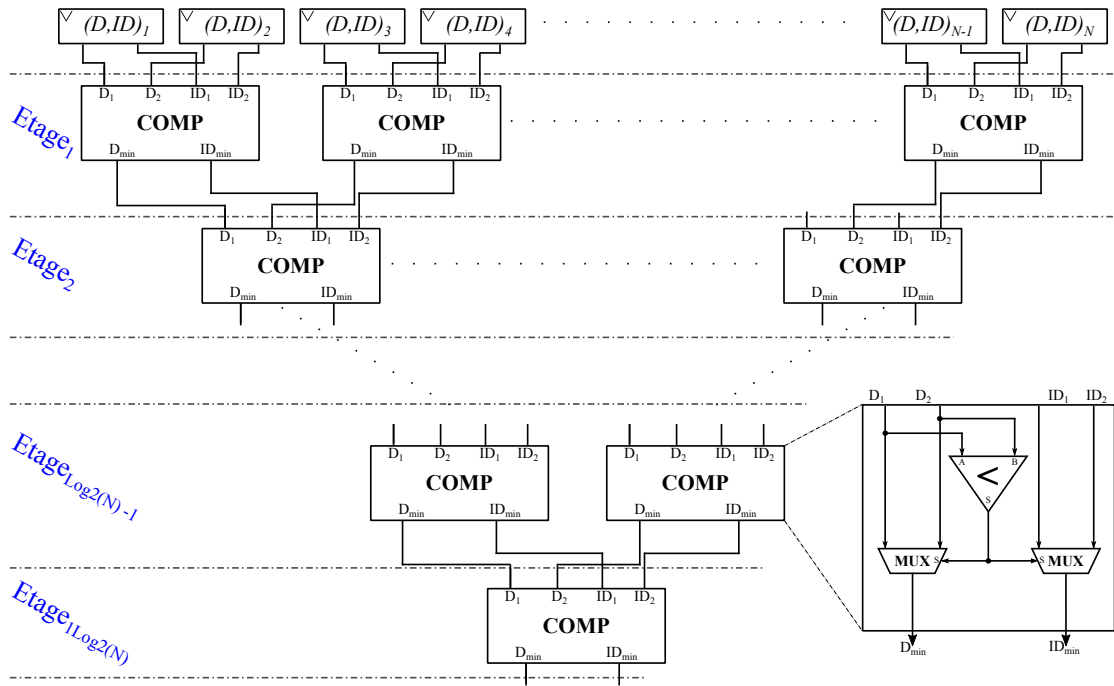 (D,ID)1 (D,ID)2 (D,ID)3 (D,ID)4 (D,ID)N-1 (D,ID)N
D1 D2 ID1 ID2 D1 D2 ID1 ID2 D1 D2 ID1 ID2
Etage1 COMP COMP COMP
Dmin IDmin Dmin IDmin Dmin IDmin
D1 D2 ID1 ID2 D1 D2 ID1 ID2
Etage2 COMP COMP
Dmin IDmin Dmin IDmin
D1 D2 ID1 ID2 D1 D2 ID1 ID2
EtageLog2(N)-1 COMP COMP
Dmin IDmin Dmin IDmin
D1 D2 ID1 ID2
Etage1Log2(N) COMP
Dmin IDmin
D1 D2 ID1 ID2
A B
<
S
MUX S S MUX
Dmin IDmin